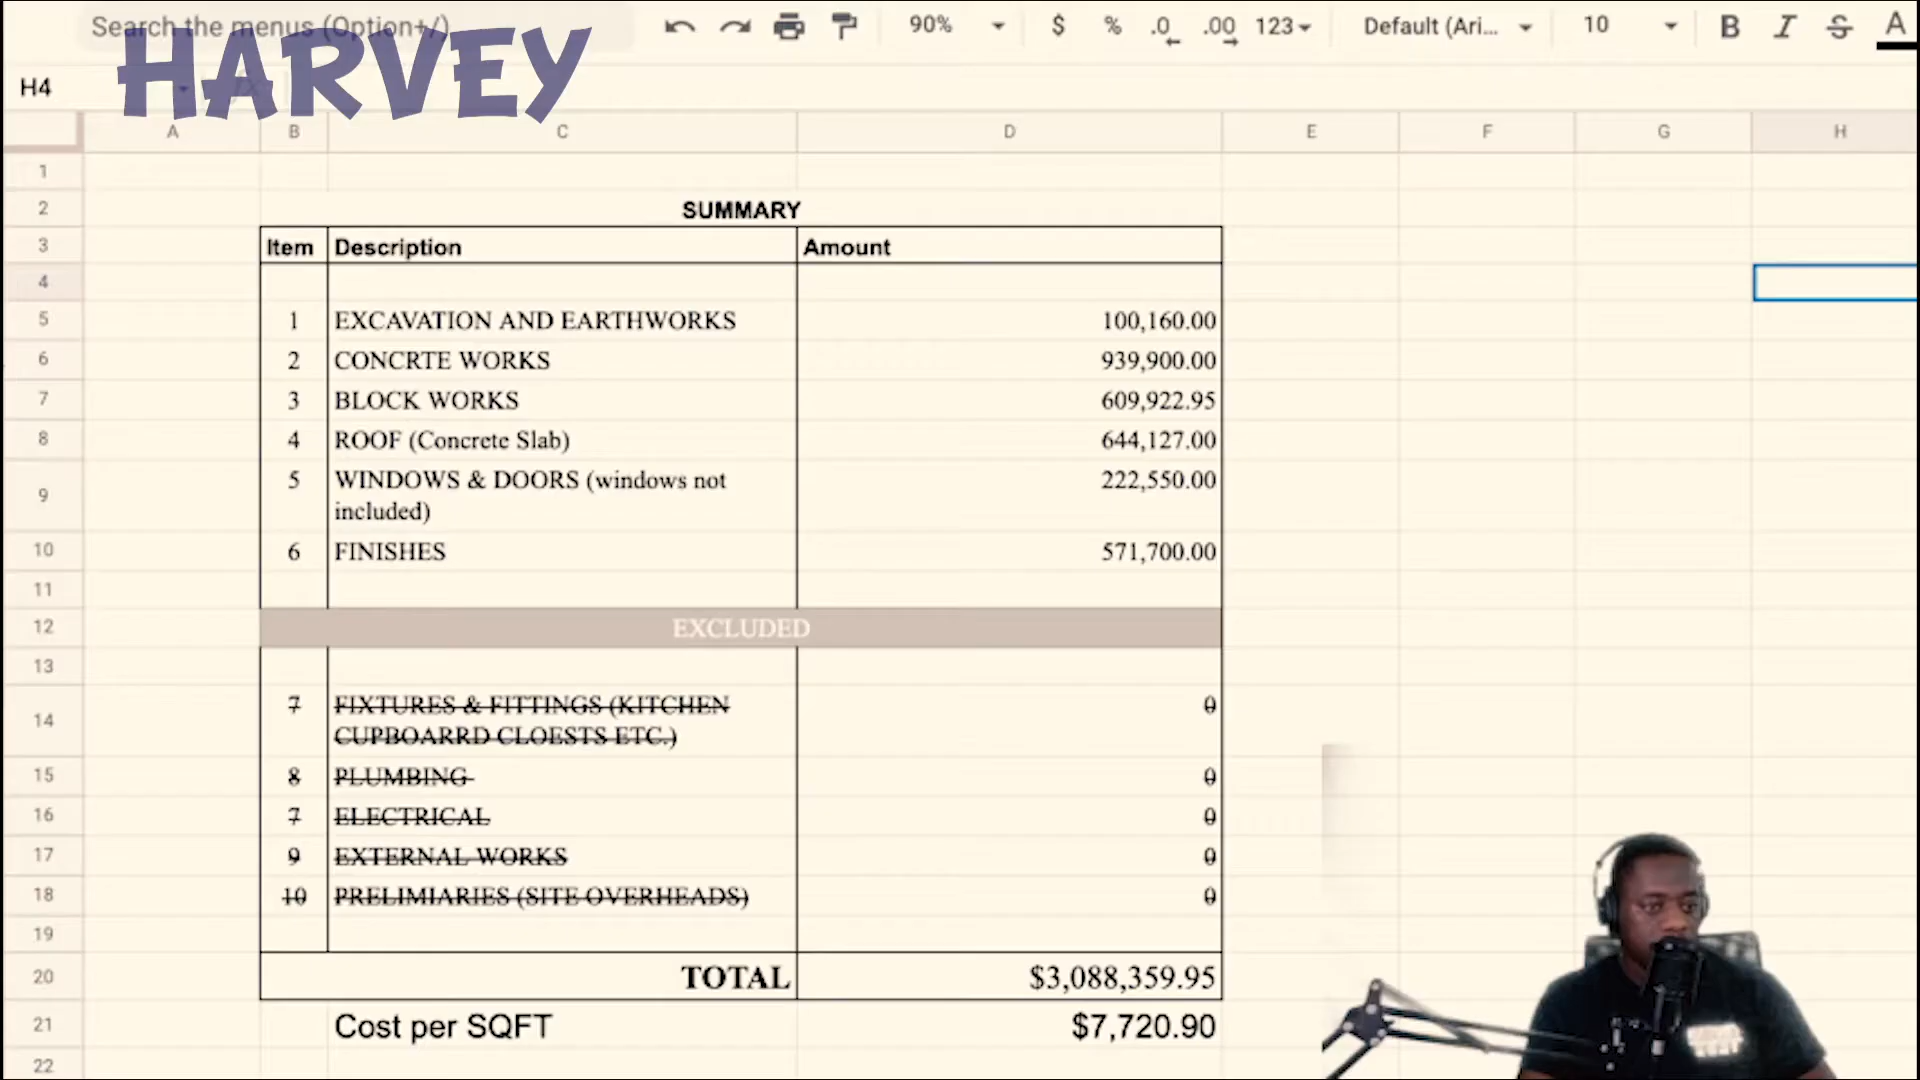 Search the menus (Option+/)
HARVEY
90%
$
%
.0
.00
123
Default (Ari...
10
B
I
S
A
H4
A
B
C
D
E
F
G
H
1
2
SUMMARY
3
Item
Description
Amount
4
5
1
EXCAVATION AND EARTHWORKS
100,160.00
6
2
CONCRTE WORKS
939,900.00
7
3
BLOCK WORKS
609,922.95
8
4
ROOF (Concrete Slab)
644,127.00
9
5
WINDOWS & DOORS (windows not
included)
222,550.00
10
6
FINISHES
571,700.00
11
12
EXCLUDED
13
14
7
FIXTURES & FITTINGS (KITCHEN
CUPBOARRD CLOESTS ETC.)
0
15
8
PLUMBING
0
16
7
ELECTRICAL
0
17
9
EXTERNAL WORKS
0
18
10
PRELIMIARIES (SITE OVERHEADS)
0
19
20
TOTAL
$3,088,359.95
21
Cost per SQFT
$7,720.90
22